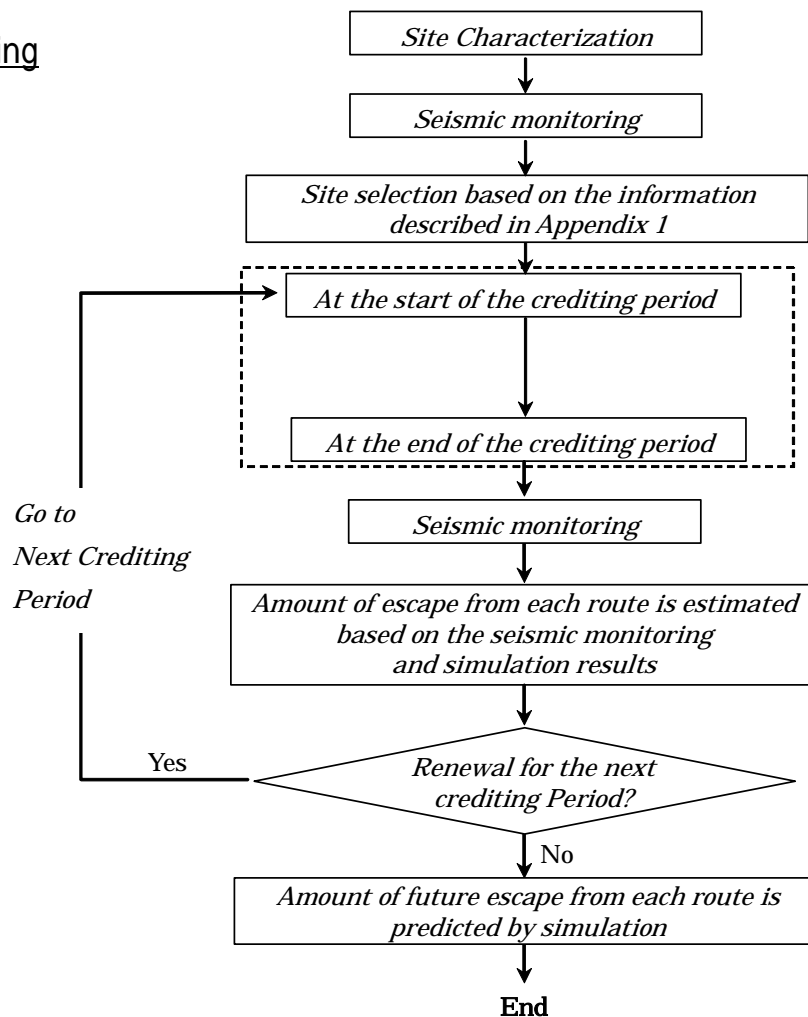 Site Characterization
Seismic monitoring
Site selection based on the information
described in Appendix 1
At the start of the crediting period
At the end of the crediting period
Seismic monitoring
Go to
Next Crediting
Period
Amount of escape from each route is estimated
based on the seismic monitoring
and simulation results
Yes
Renewal for the next
crediting Period?
No
Amount of future escape from each route is
predicted by simulation
End